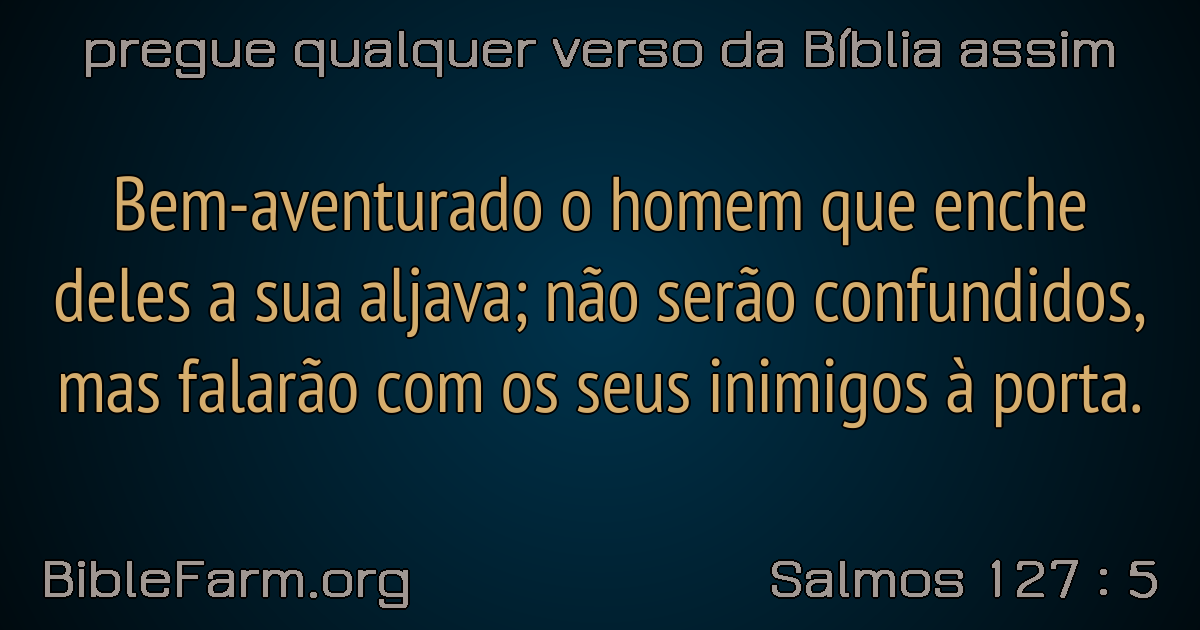 pregue qualquer verso da Bíblia assim
Bem-aventurado o homem que enche
deles a sua aljava; não serão confundidos,
mas falarão com os seus inimigos à porta.
BibleFarm.org
Salmos 127 : 5